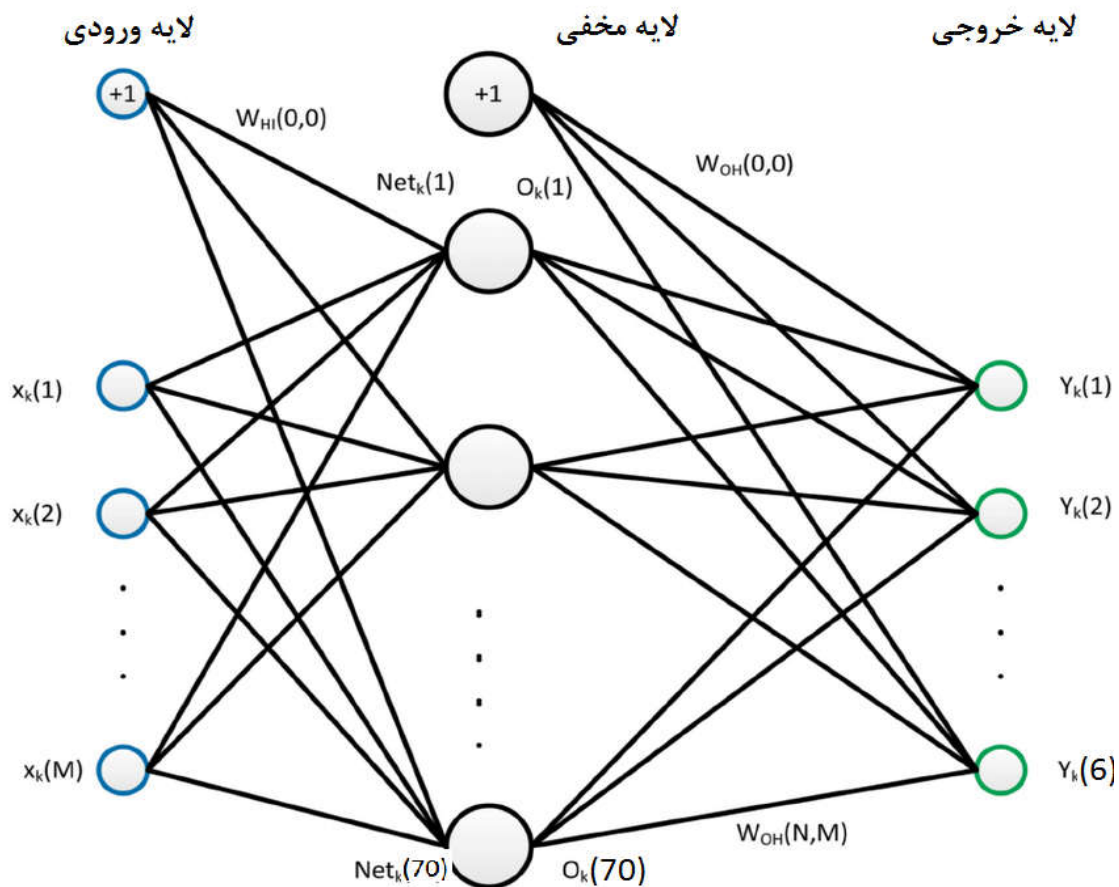 لایه خروجی
لایه مخفی
لایه ورودی
+1
+1
W_HI(0,0)
W_OH(0,0)
Net_k(1)
O_k(1)
x_k(1)
Y_k(1)
x_k(2)
Y_k(2)
x_k(M)
Y_k(6)
W_OH(N,M)
Net_k(70)
O_k(70)